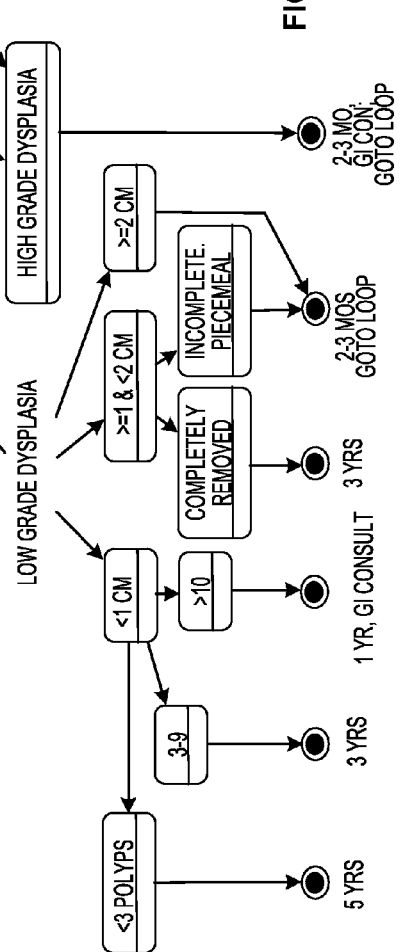 FIG
HIGH GRADE DYSPLASIA
LOW GRADE DYSPLASIA
>=2 CM
>=1 & <2 CM
<1 CM
<3 POLYPS
INCOMPLETE.
PIECEMEAL
COMPLETELY
REMOVED
>10
3-9
2-3 MO,
GI CON:
GOTO LOOP
2-3 MOS
GOTO LOOP
3 YRS
1 YR, GI CONSULT
3 YRS
5 YRS